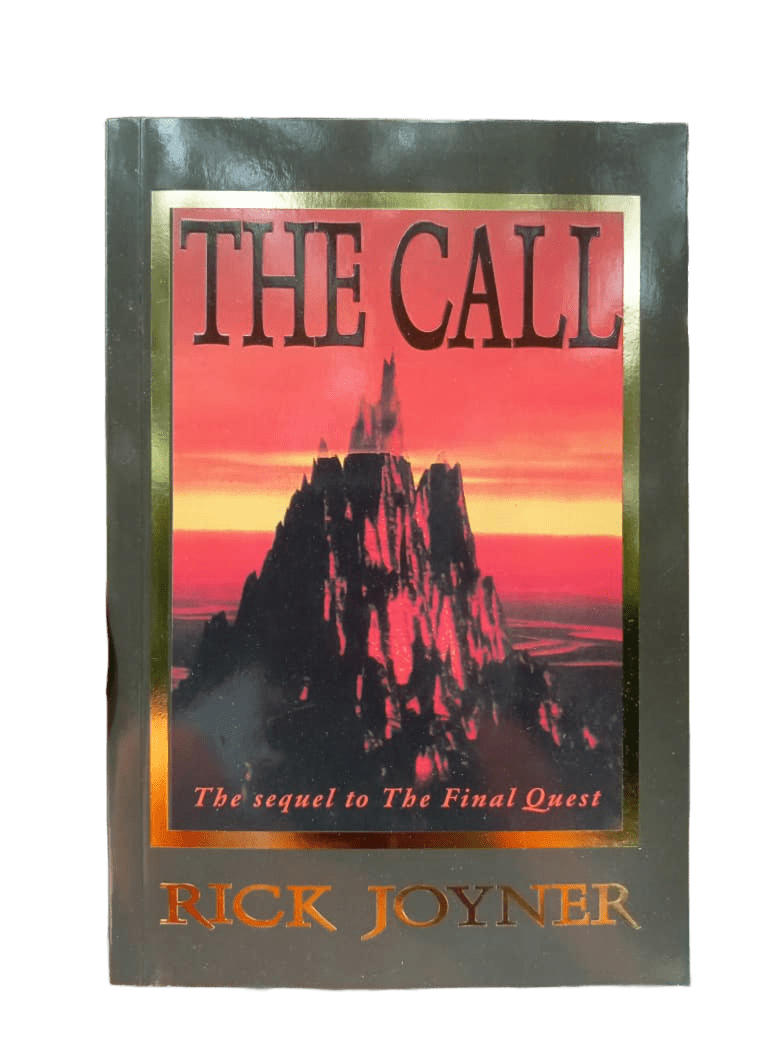 THE CALL
The sequel to The Final Quest
RICK JOYNER